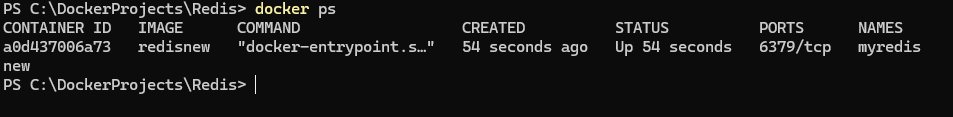 PS C:\DockerProjects\Redis> docker ps
CONTAINER ID   IMAGE      COMMAND                  CREATED          STATUS          PORTS      NAMES
a0d437006a73   redisnew   "docker-entrypoint.s…"   54 seconds ago   Up 54 seconds   6379/tcp   myredis
new
PS C:\DockerProjects\Redis>